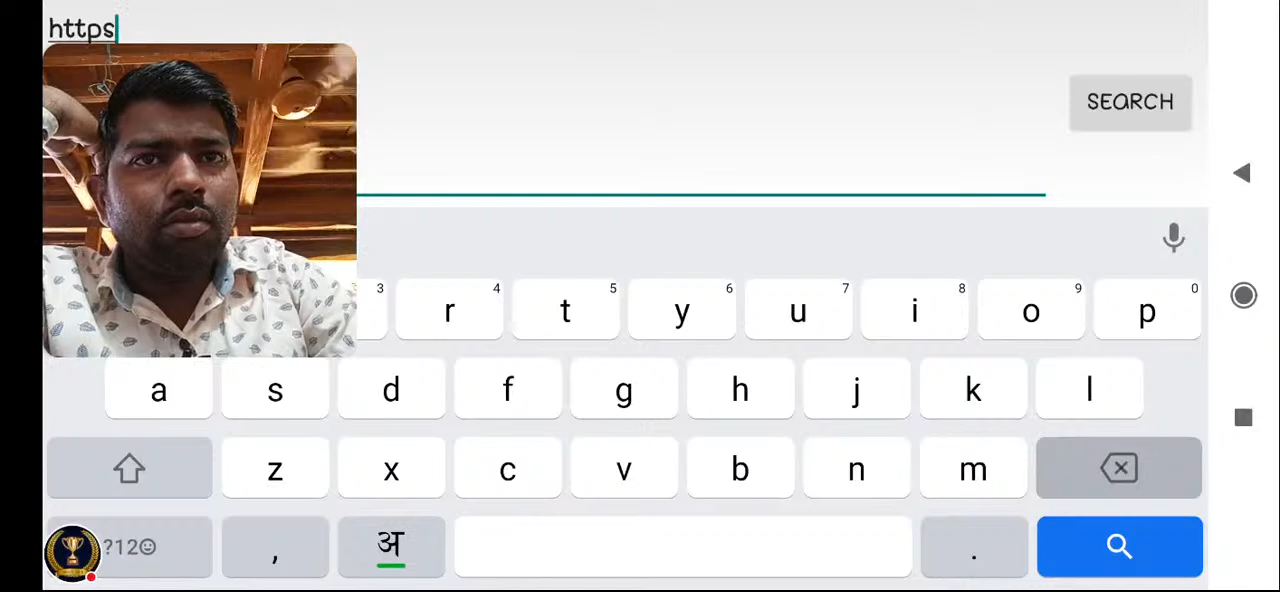 https
SEARCH
3 4 5 6 7 8 9 0
r t y u i o p
a s d f g h j k l
z x c v b n m
?12 , अ .